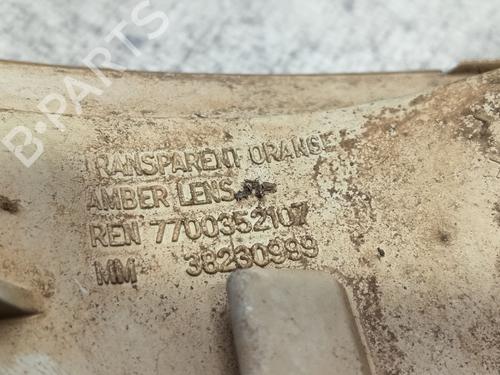 B-PARTS
TRANSPARENT ORANGE
AMBER LENS
REN 7700352107
MM 38230999